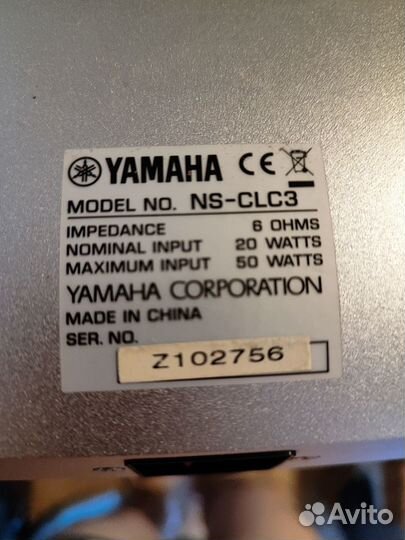 YAMAHA CE
MODEL NO. NS-CLC3
IMPEDANCE 6 OHMS
NOMINAL INPUT 20 WATTS
MAXIMUM INPUT 50 WATTS
YAMAHA CORPORATION
MADE IN CHINA
SER. NO.
Z102756
Avito